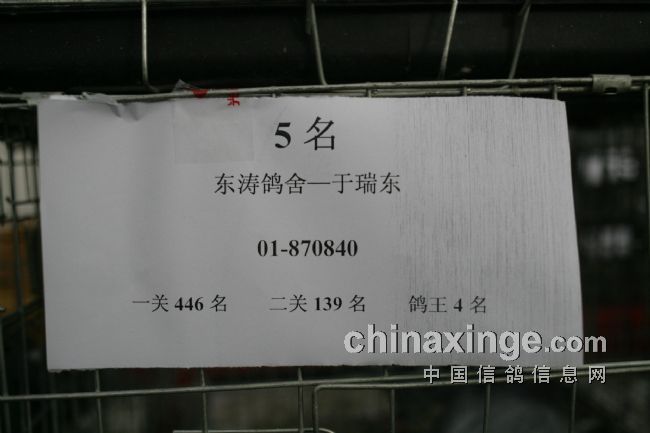 5 名
东涛鸽舍—于瑞东
01-870840
一关 446 名 二关 139 名 鸽王 4 名
chinaxinge.com
中国信鸽信息网